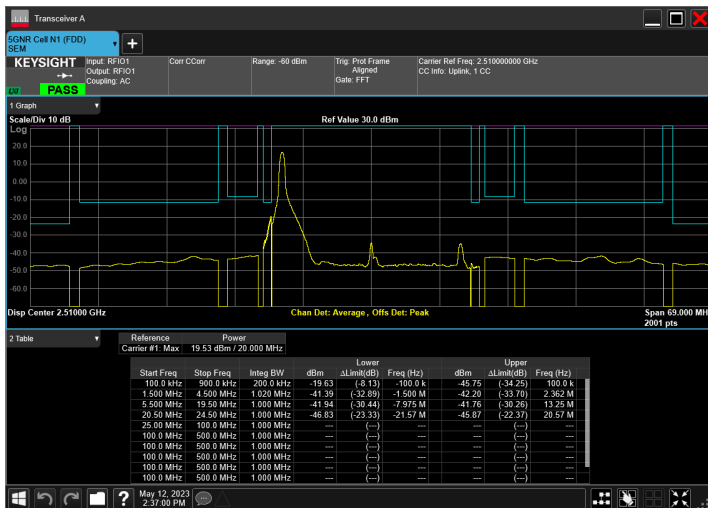 Transceiver A
5GNR Cell N1 (FDD)
SEM
KEYSIGHT
PASS
Input: RFIO1
Output: RFIO1
Coupling: AC
Corr CCorr
Range: -60 dBm
Trig: Prot Frame
Aligned
Gate: FFT
Carrier Ref Freq: 2.510000000 GHz
CC Info: Uplink, 1 CC
1 Graph
Scale/Div 10 dB
Ref Value 30.0 dBm
Log
20.0
10.0
0.00
-10.0
-20.0
-30.0
-40.0
-50.0
-60.0
Disp Center 2.51000 GHz
Chan Det: Average, Offs Det: Peak
Span 69.000 MH
2001 pts
2 Table
Reference Power
Carrier #1: Max 19.53 dBm / 20.000 MHz
Lower Upper
Start Freq Stop Freq Integ BW dBm ΔLimit(dB) Freq (Hz) dBm ΔLimit(dB) Freq (Hz)
100.0 kHz 900.0 kHz 200.0 kHz -19.63 (-8.13) -100.0 k -45.75 (-34.25) 100.0 k
1.500 MHz 4.500 MHz 1.020 MHz -41.39 (-32.89) -1.500 M -42.20 (-33.70) 2.362 M
5.500 MHz 19.50 MHz 1.000 MHz -41.94 (-30.44) -7.975 M -41.76 (-30.26) 13.25 M
20.50 MHz 24.50 MHz 1.000 MHz -46.83 (-23.33) -21.57 M -45.87 (-22.37) 20.57 M
25.00 MHz 100.0 MHz 1.000 MHz --- (---) --- --- (---) ---
100.0 MHz 500.0 MHz 1.000 MHz --- (---) --- --- (---) ---
100.0 MHz 500.0 MHz 1.000 MHz --- (---) --- --- (---) ---
100.0 MHz 500.0 MHz 1.000 MHz --- (---) --- --- (---) ---
100.0 MHz 500.0 MHz 1.000 MHz --- (---) --- --- (---) ---
100.0 MHz 500.0 MHz 1.000 MHz --- (---) --- --- (---) ---
May 12, 2023
2:37:00 PM